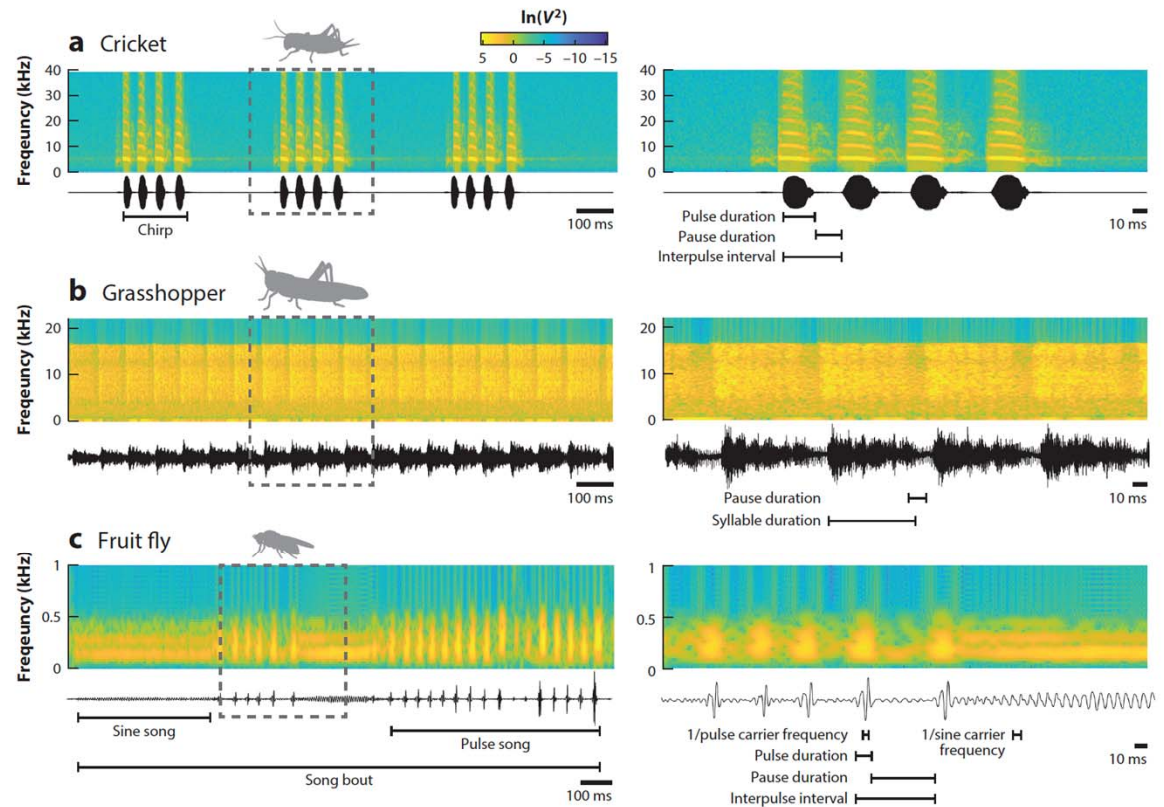 ln(V²)
5 0 −5 −10 −15
a Cricket
Frequncy (kHz)
40
30
20
10
0
Chirp
100 ms
40
30
20
10
0
Pulse duration
Pause duration
Interpulse interval
10 ms
b Grasshopper
Frequncy (kHz)
20
10
0
100 ms
20
10
0
Pause duration
Syllable duration
10 ms
c Fruit fly
Frequncy (kHz)
1
0.5
0
Sine song
Pulse song
Song bout
100 ms
1
0.5
0
1/pulse carrier frequency
1/sine carrier
frequency
Pulse duration
Pause duration
Interpulse interval
10 ms